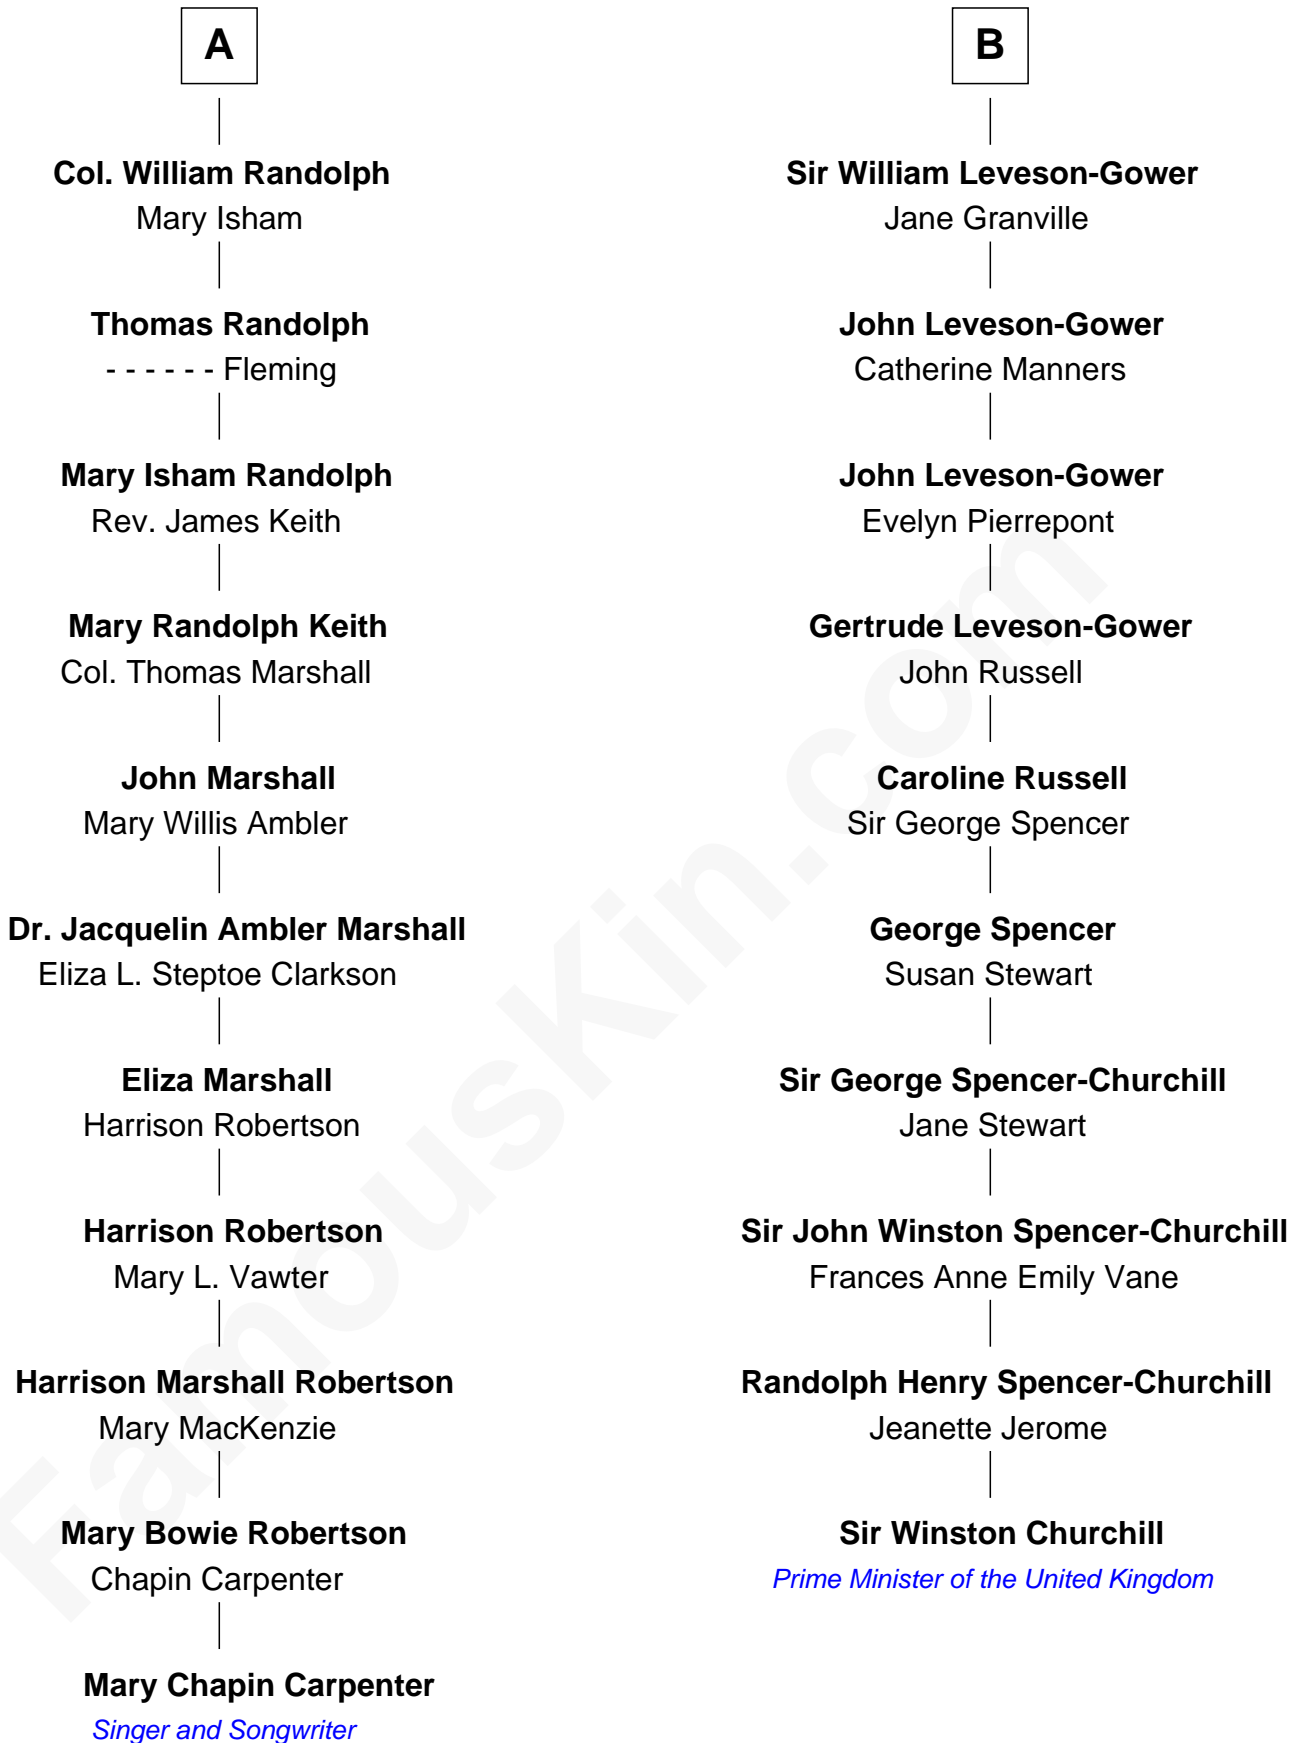 A
Col. William Randolph
Mary Isham
Thomas Randolph
- - - - - - Fleming
Mary Isham Randolph
Rev. James Keith
Mary Randolph Keith
Col. Thomas Marshall
John Marshall
Mary Willis Ambler
Dr. Jacquelin Ambler Marshall
Eliza L. Steptoe Clarkson
Eliza Marshall
Harrison Robertson
Harrison Robertson
Mary L. Vawter
Harrison Marshall Robertson
Mary MacKenzie
Mary Bowie Robertson
Chapin Carpenter
Mary Chapin Carpenter
Singer and Songwriter
B
Sir William Leveson-Gower
Jane Granville
John Leveson-Gower
Catherine Manners
John Leveson-Gower
Evelyn Pierrepont
Gertrude Leveson-Gower
John Russell
Caroline Russell
Sir George Spencer
George Spencer
Susan Stewart
Sir George Spencer-Churchill
Jane Stewart
Sir John Winston Spencer-Churchill
Frances Anne Emily Vane
Randolph Henry Spencer-Churchill
Jeanette Jerome
Sir Winston Churchill
Prime Minister of the United Kingdom
FamousKin.com